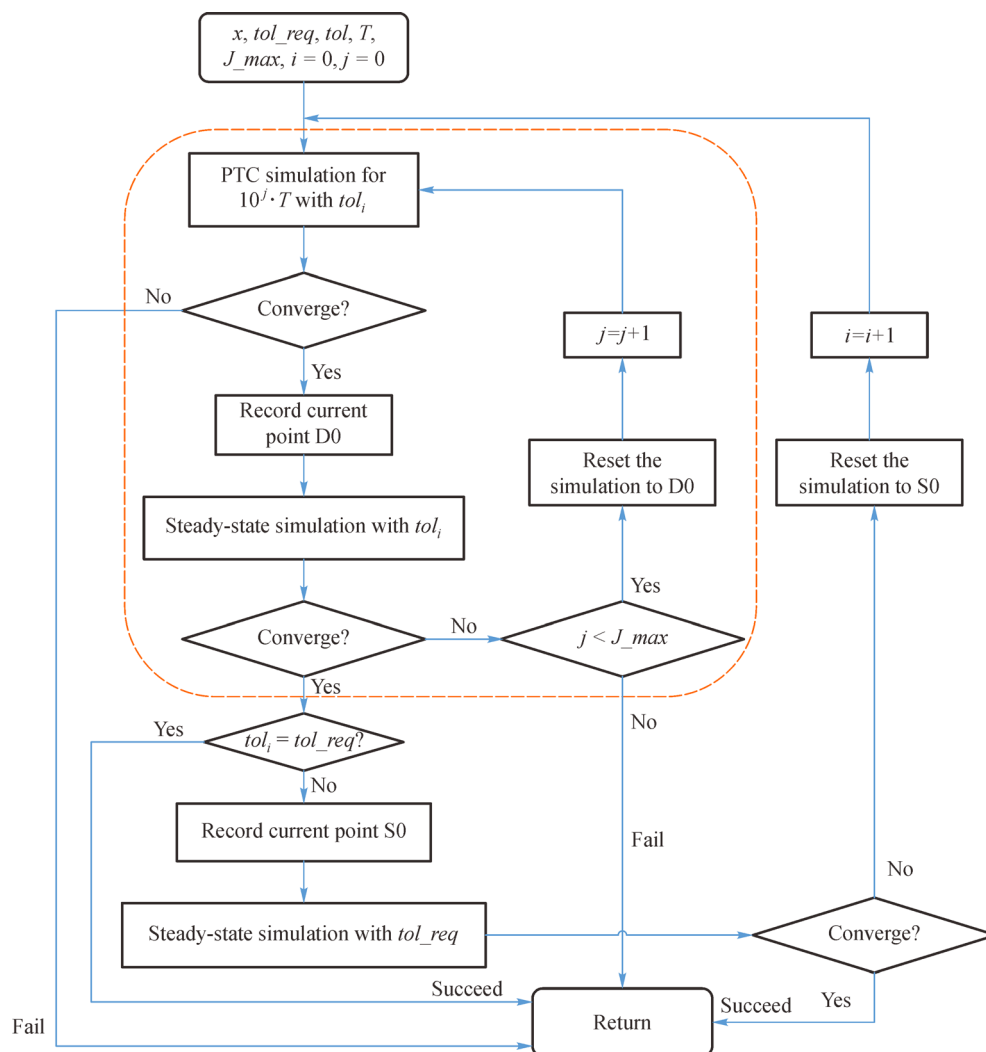 x, tol_req, tol, T,
J_max, i = 0, j = 0
PTC simulation for
10^j · T with tol_i
No
Converge?
Yes
j=j+1
i=i+1
Record current
point D0
Reset the
simulation to D0
Reset the
simulation to S0
Steady-state simulation with tol_i
Yes
Converge?
No
j < J_max
Yes
No
Yes
tol_i = tol_req?
No
Record current point S0
Fail
No
Steady-state simulation with tol_req
Converge?
Succeed
Return
Succeed
Yes
Fail